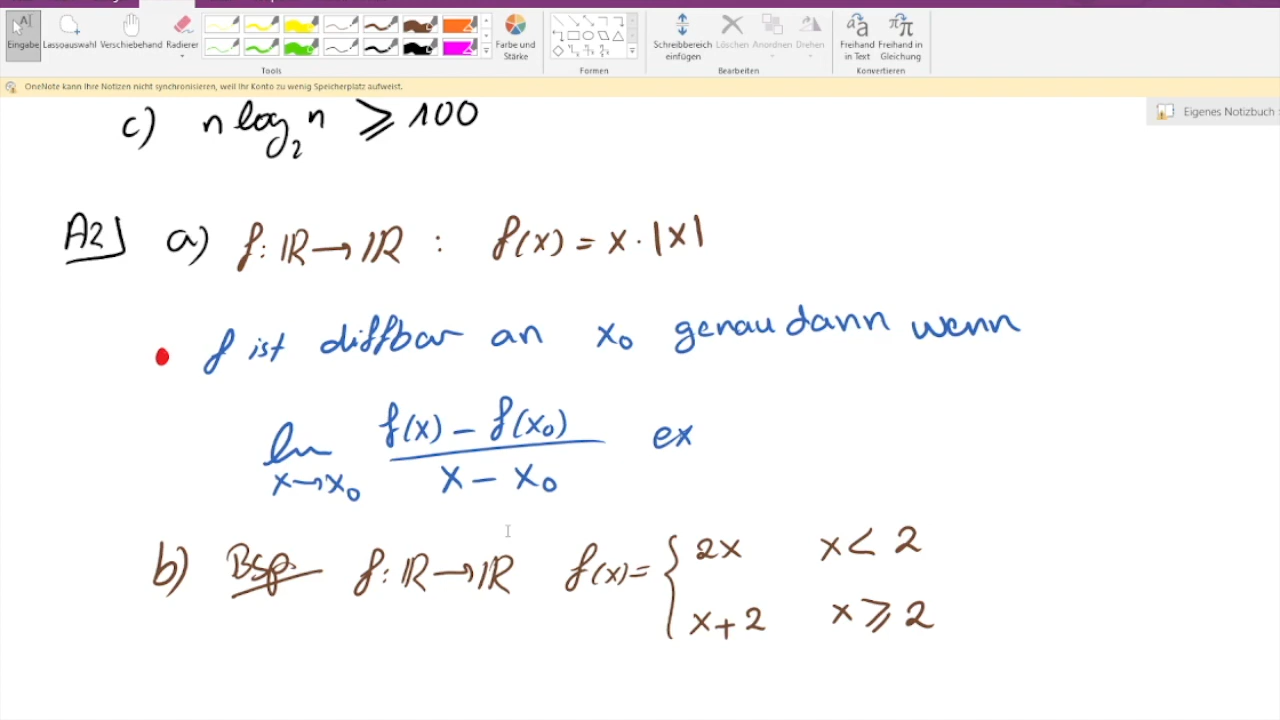 Eingabe Lassoauswahl Verschiebehand Radierer Farbe und Stärke Schreibbereich einfügen Löschen Anordnen Drehen Freihand in Text Freihand in Gleichung
Tools Formen Bearbeiten Konvertieren
OneNote kann Ihre Notizen nicht synchronisieren, weil Ihr Konto zu wenig Speicherplatz aufweist.
Eigenes Notizbuch
c) n log₂ n ⩾ 100
A2] a) f: ℝ → ℝ : f(x) = x · |x|
• f ist diffbar an x₀ genau dann wenn
lim x→x₀ (f(x) − f(x₀)) / (x − x₀) ex
b) Bsp. f: ℝ → ℝ f(x) = { 2x x < 2
x + 2 x ⩾ 2